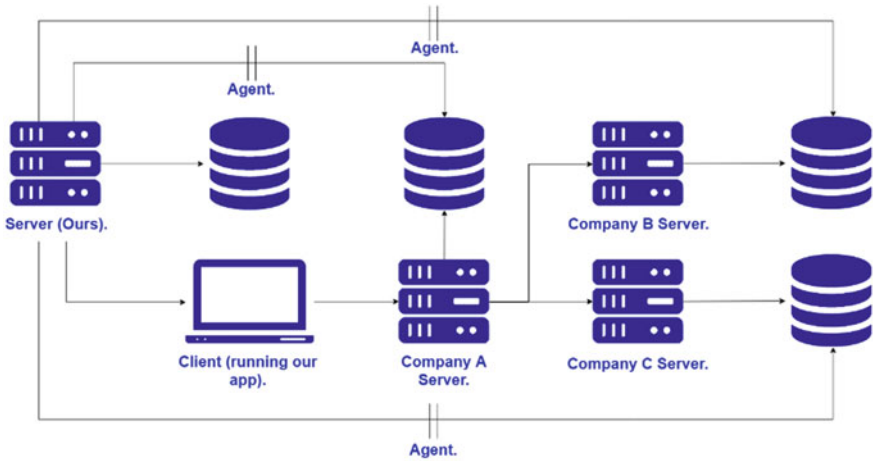 Agent.
Agent.
Server (Ours).
Company B Server.
Client (running our
app).
Company A
Server.
Company C Server.
Agent.